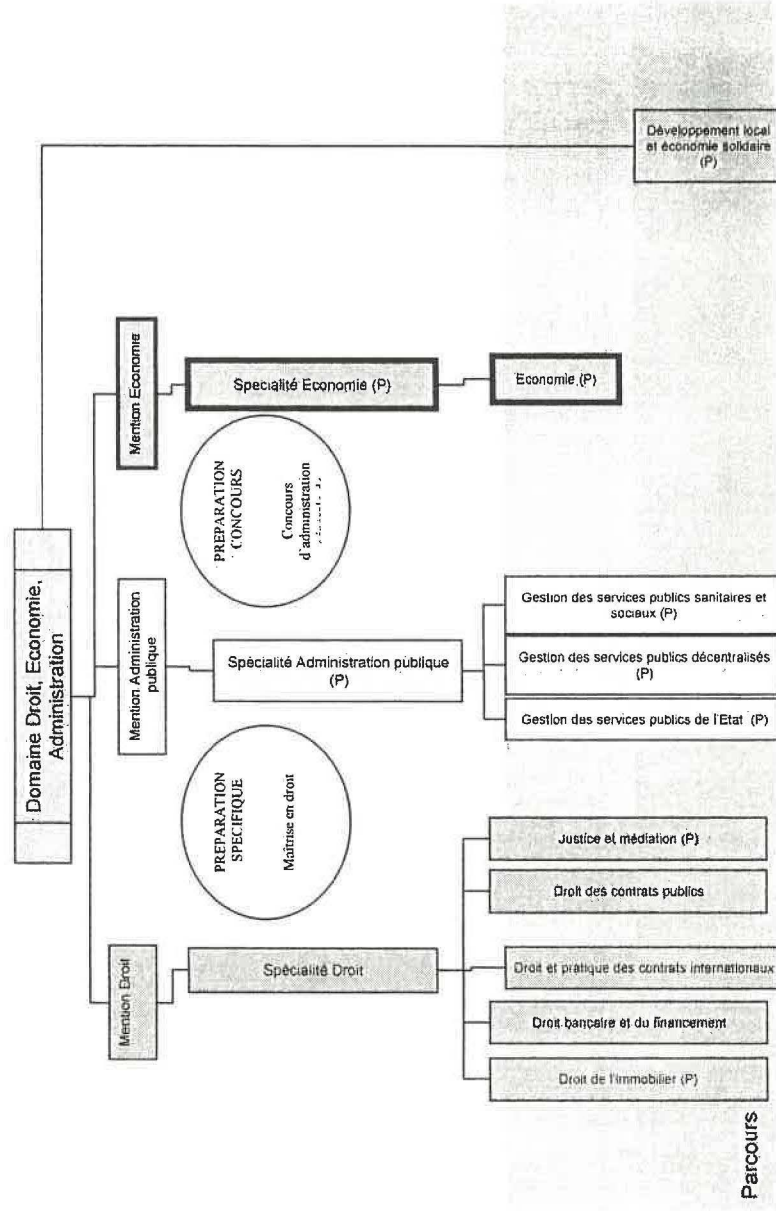 Domaine Droit, Economie,
Administration
Mention Droit
Mention Administration
publique
Mention Economie
PREPARATION
SPECIFIQUE
Maîtrise en droit
PREPARATION
CONCOURS
Concours
d'administration
Spécialité Droit
Spécialité Administration publique
(P)
Specialité Economie (P)
Droit de l'immobilier (P)
Droit bancaire et du financement
Droit et pratique des contrats internationaux
Droit des contrats publics
Justice et médiation (P)
Gestion des services publics de l'Etat (P)
Gestion des services publics décentralisés
(P)
Gestion des services publics sanitaires et
sociaux (P)
Economie (P)
Développement local
et économie solidaire
(P)
Parcours